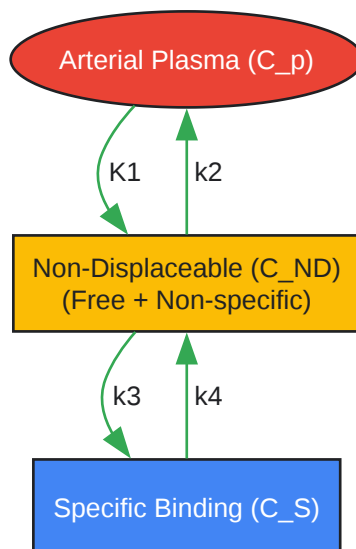 Arterial Plasma (C_p)
K1 k2
Non-Displaceable (C_ND)
(Free + Non-specific)
k3 k4
Specific Binding (C_S)